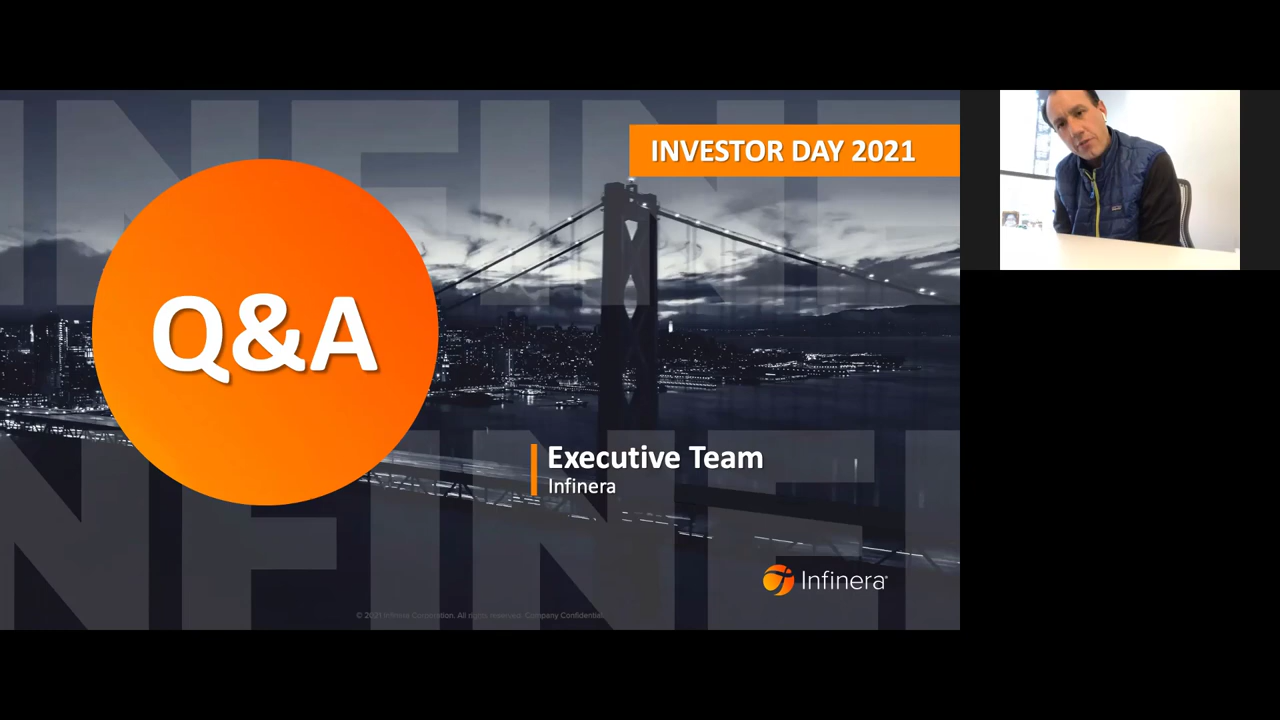 INVESTOR DAY 2021
Q&A
Executive Team
Infinera
Infinera
© 2021 Infinera Corporation. All rights reserved. Company Confidential.